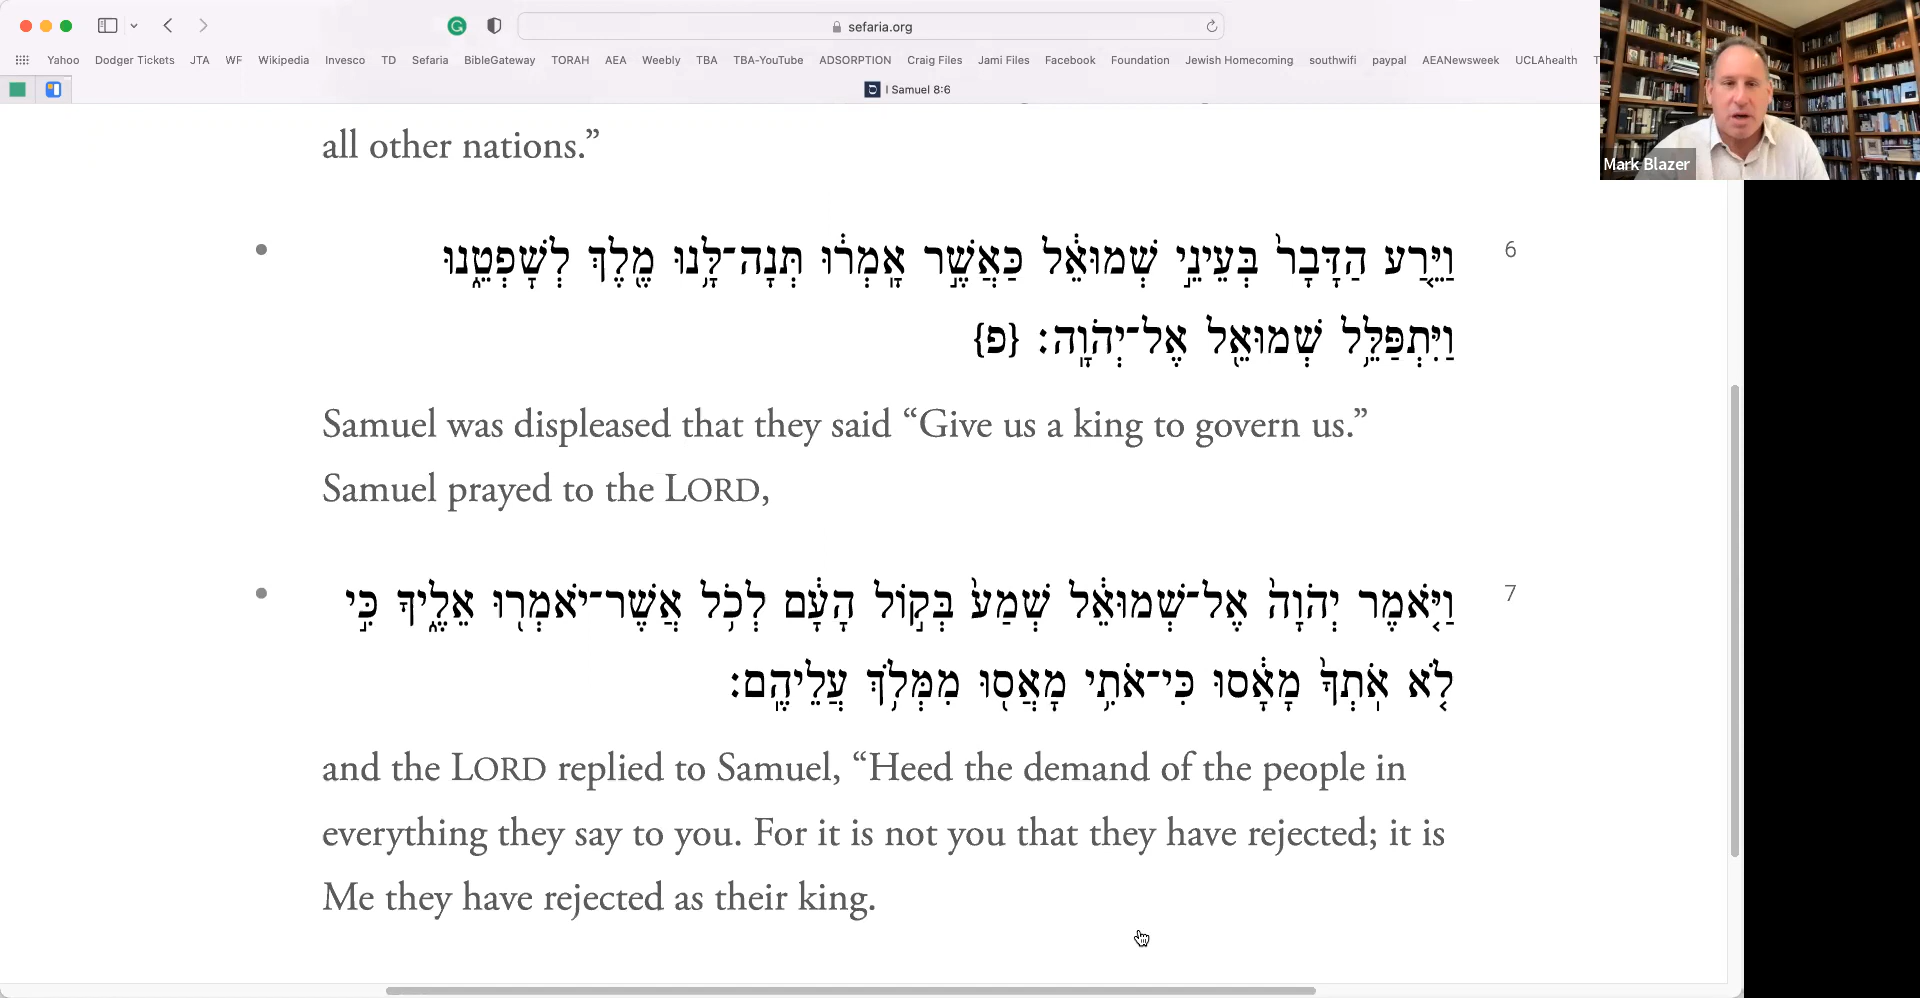 sefaria.org
Yahoo Dodger Tickets JTA WF Wikipedia Invesco TD Sefaria BibleGateway TORAH AEA Weebly TBA TBA-YouTube ADSORPTION Craig Files Jami Files Facebook Foundation Jewish Homecoming southwifi paypal AEANewsweek UCLAhealth
I Samuel 8:6
Mark Blazer
all other nations.”
6
וַיֵּ֤רַע הַדָּבָר֙ בְּעֵינֵ֣י שְׁמוּאֵ֔ל כַּאֲשֶׁ֣ר אָֽמְר֔וּ תְּנָה־לָּ֥נוּ מֶ֖לֶךְ לְשׇׁפְטֵ֑נוּ
וַיִּתְפַּלֵּ֥ל שְׁמוּאֵ֖ל אֶל־יְהֹוָֽה׃ {פ}
Samuel was displeased that they said “Give us a king to govern us.”
Samuel prayed to the LORD,
7
וַיֹּ֤אמֶר יְהֹוָה֙ אֶל־שְׁמוּאֵ֔ל שְׁמַע֙ בְּק֣וֹל הָעָ֔ם לְכֹ֥ל אֲשֶׁר־יֹאמְר֖וּ אֵלֶ֑יךָ כִּ֣י
לֹ֤א אֹֽתְךָ֙ מָאָ֔סוּ כִּי־אֹתִ֥י מָאֲס֖וּ מִמְּלֹ֥ךְ עֲלֵיהֶֽם׃
and the LORD replied to Samuel, “Heed the demand of the people in
everything they say to you. For it is not you that they have rejected; it is
Me they have rejected as their king.